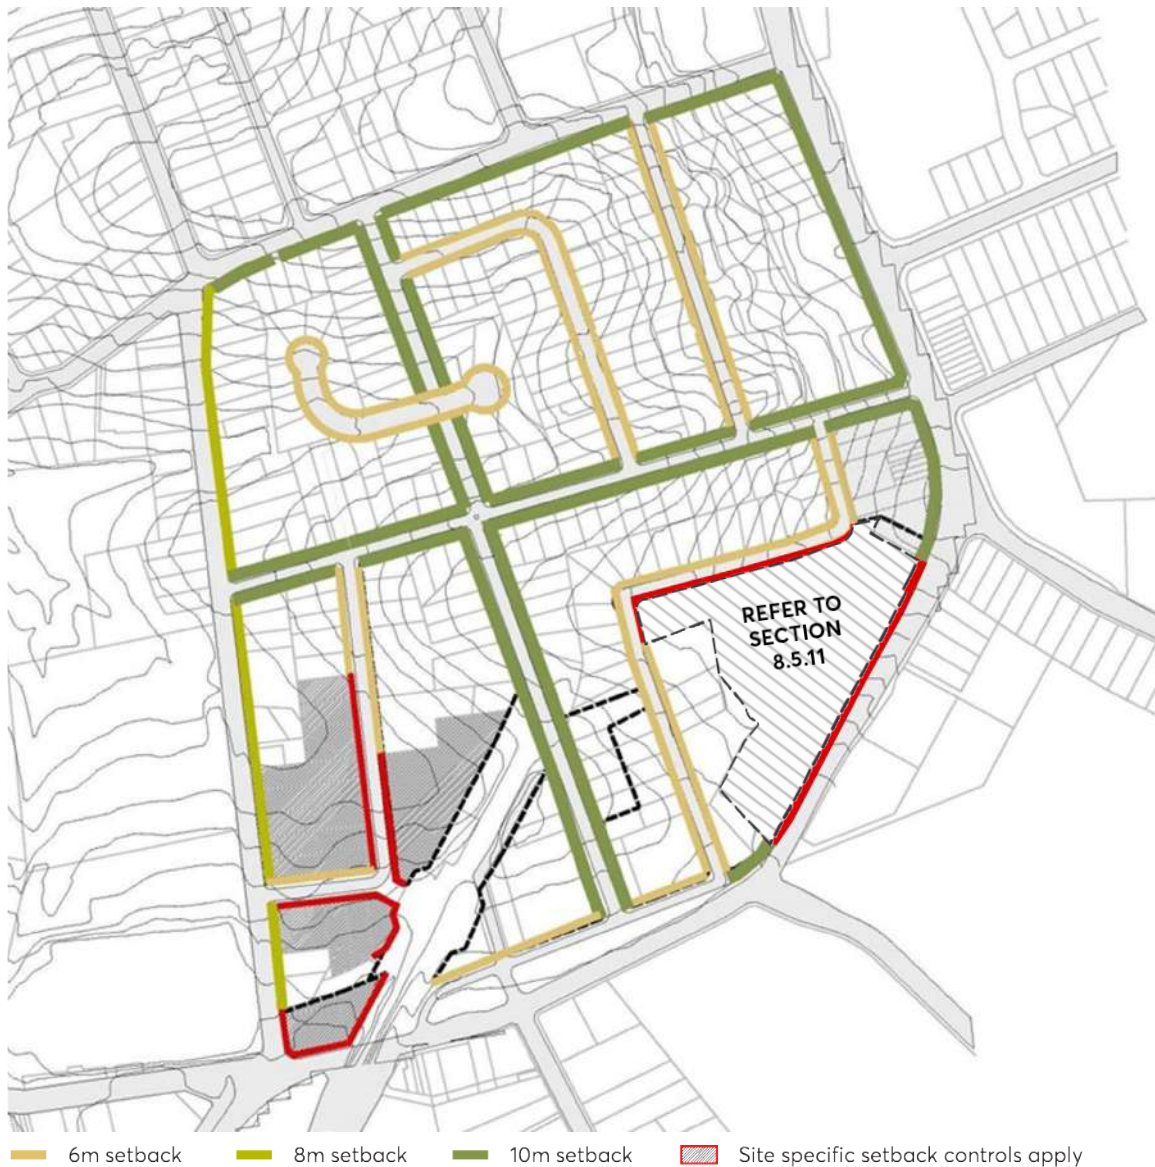 REFER TO
SECTION
8.5.11
6m setback
8m setback
10m setback
Site specific setback controls apply